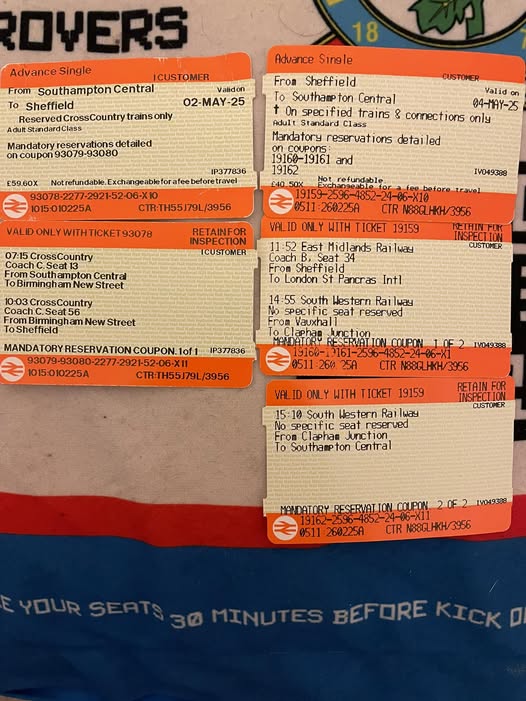 ROVERS
18
Advance Single
1 CUSTOMER
From Southampton Central
Valid on
To Sheffield
02-MAY-25
Reserved CrossCountry trains only
Adult Standard Class
Mandatory reservations detailed
on coupon 93079-93080
IP377836
£59.60X Not refundable. Exchangeable for a fee before travel
93078-2277-2921-52-06-X10
1015:010225A CTR:TH55J79L/3956
VALID ONLY WITH TICKET 93078 RETAIN FOR
INSPECTION
1 CUSTOMER
07:15 CrossCountry
Coach C. Seat 13
From Southampton Central
To Birmingham New Street
10:03 CrossCountry
Coach C. Seat 56
From Birmingham New Street
To Sheffield
MANDATORY RESERVATION COUPON. 1 of 1 IP377836
93079-93080-2277-2921-52-06-X11
1015:010225A CTR:TH55J79L/3956
Advance Single
CUSTOMER
From Sheffield
Valid on
To Southampton Central
04-MAY-25
† On specified trains & connections only
Adult Standard Class
Mandatory reservations detailed
on coupons:
19160-19161 and
19162
IVO49388
Not refundable
£40.50X Exchangeable for a fee before travel
19159-2596-4852-24-06-X10
0511 260225A CTR N88GLHKH/3956
VALID ONLY WITH TICKET 19159 RETAIN FOR
INSPECTION
CUSTOMER
11:52 East Midlands Railway
Coach B, Seat 34
From Sheffield
To London St Pancras Intl
14:55 South Western Railway
No specific seat reserved
From Vauxhall
To Clapham Junction
MANDATORY RESERVATION COUPON 1 OF 2 IVO49388
19160-19161-2596-4852-24-06-X1
0511 260225A CTR N88GLHKH/3956
VALID ONLY WITH TICKET 19159 RETAIN FOR
INSPECTION
CUSTOMER
15:10 South Western Railway
No specific seat reserved
From Clapham Junction
To Southampton Central
MANDATORY RESERVATION COUPON 2 OF 2 IVO49388
19162-2596-4852-24-06-X11
0511 260225A CTR N88GLHKH/3956
YOUR SEATS 30 MINUTES BEFORE KICK